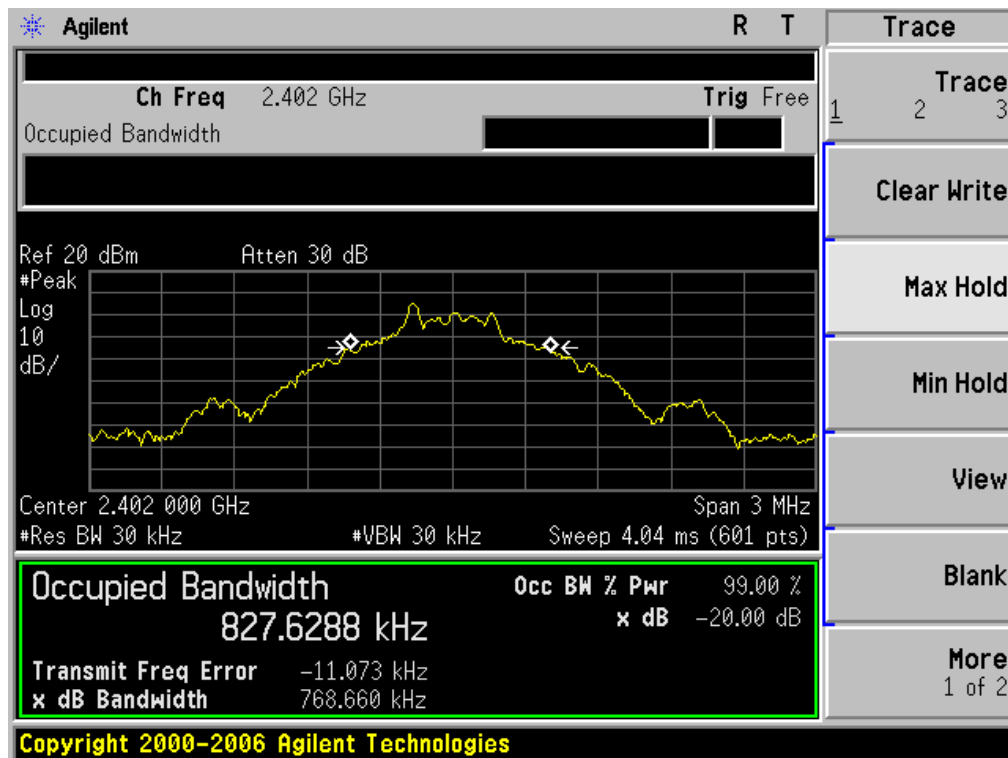 Agilent R T
Trace
Ch Freq 2.402 GHz Trig Free
Occupied Bandwidth
Trace
1 2 3
Clear Write
Max Hold
Min Hold
View
Blank
More
1 of 2
Ref 20 dBm Atten 30 dB
#Peak
Log
10
dB/
Center 2.402 000 GHz Span 3 MHz
#Res BW 30 kHz #VBW 30 kHz Sweep 4.04 ms (601 pts)
Occupied Bandwidth Occ BW % Pwr 99.00 %
827.6288 kHz x dB -20.00 dB
Transmit Freq Error -11.073 kHz
x dB Bandwidth 768.660 kHz
Copyright 2000-2006 Agilent Technologies